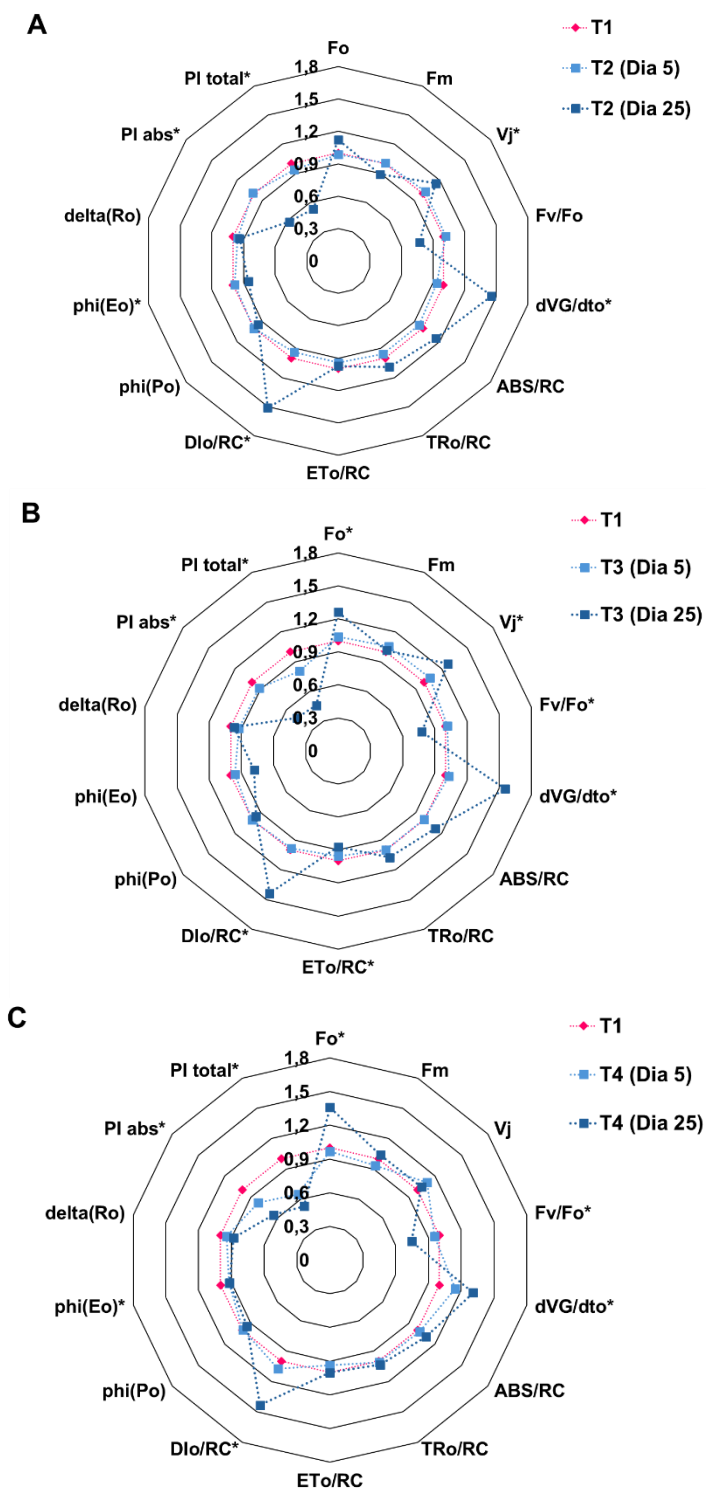 A
T1
T2 (Dia 5)
T2 (Dia 25)
Fo
Fm
Vj*
Fv/Fo
dVG/dto*
ABS/RC
TRo/RC
ETo/RC
DIo/RC*
phi(Po)
phi(Eo)*
delta(Ro)
PI abs*
PI total*
1,8
1,5
1,2
0,9
0,6
0,3
0
B
T1
T3 (Dia 5)
T3 (Dia 25)
Fo*
Fm
Vj*
Fv/Fo*
dVG/dto*
ABS/RC
TRo/RC
ETo/RC*
DIo/RC*
phi(Po)
phi(Eo)
delta(Ro)
PI abs*
PI total*
1,8
1,5
1,2
0,9
0,6
0,3
0
C
T1
T4 (Dia 5)
T4 (Dia 25)
Fo*
Fm
Vj
Fv/Fo*
dVG/dto*
ABS/RC
TRo/RC
ETo/RC
DIo/RC*
phi(Po)
phi(Eo)*
delta(Ro)
PI abs*
PI total*
1,8
1,5
1,2
0,9
0,6
0,3
0